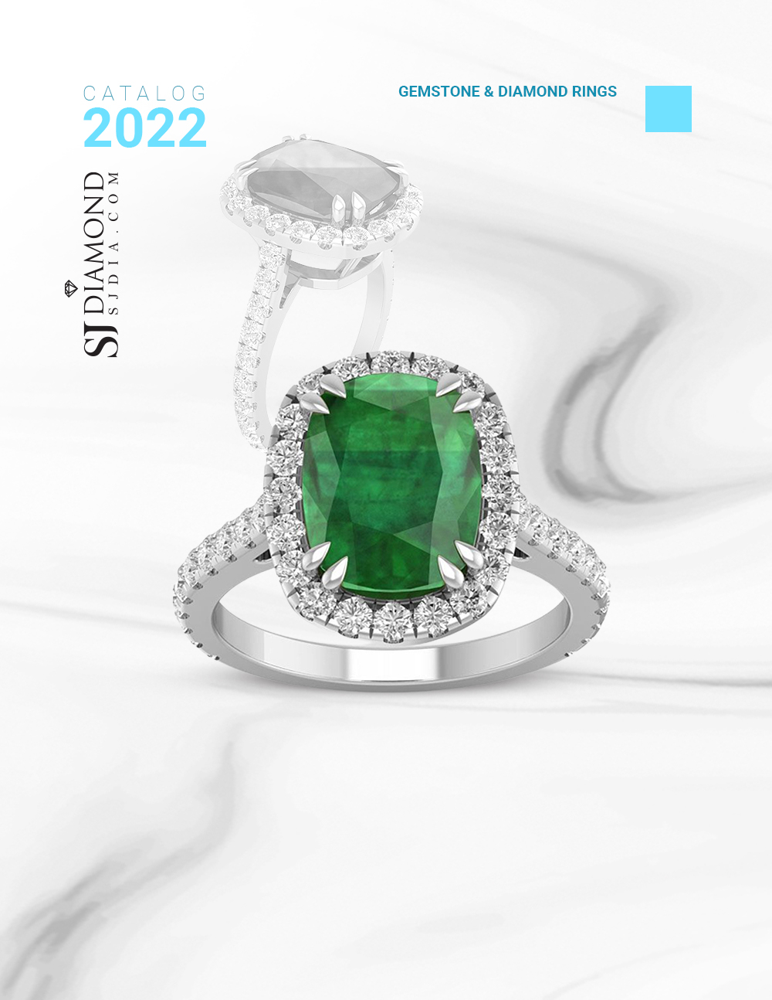 CATALOG
2022
GEMSTONE & DIAMOND RINGS
SJ DIAMOND
SJDIA.COM